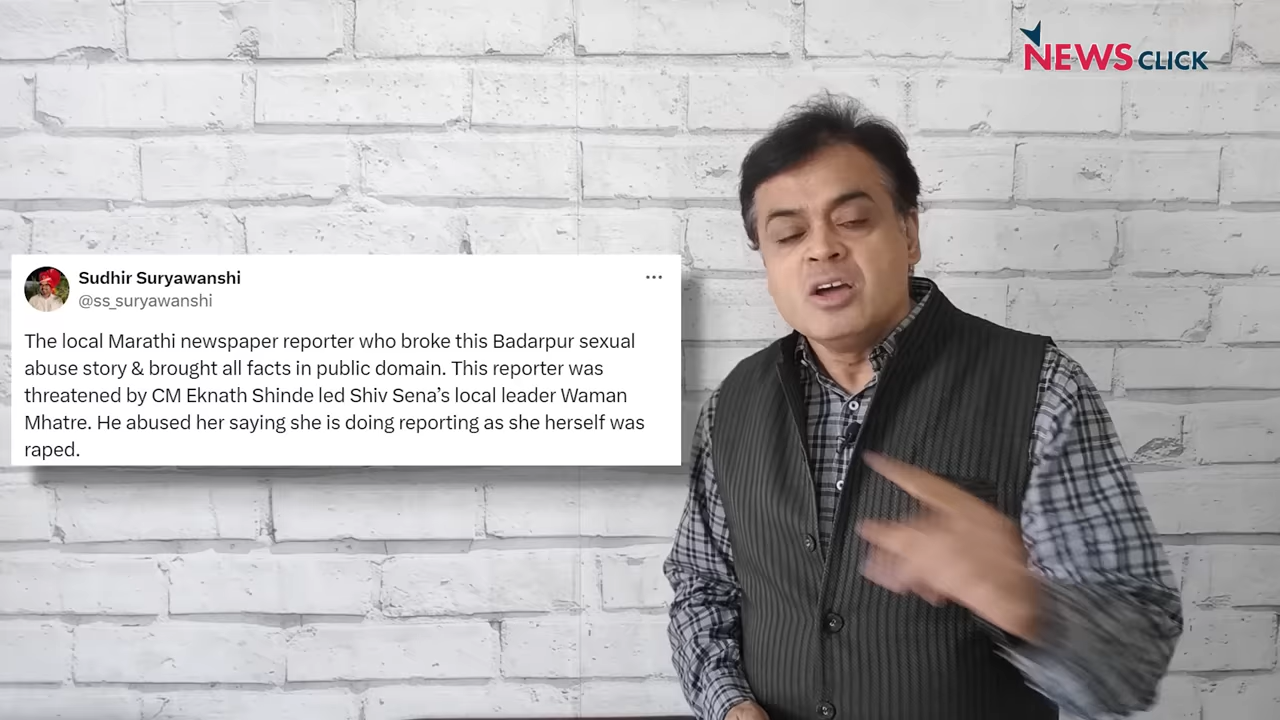 NEWSCLICK
Sudhir Suryawanshi
@ss_suryawanshi
The local Marathi newspaper reporter who broke this Badarpur sexual
abuse story & brought all facts in public domain. This reporter was
threatened by CM Eknath Shinde led Shiv Sena’s local leader Waman
Mhatre. He abused her saying she is doing reporting as she herself was
raped.